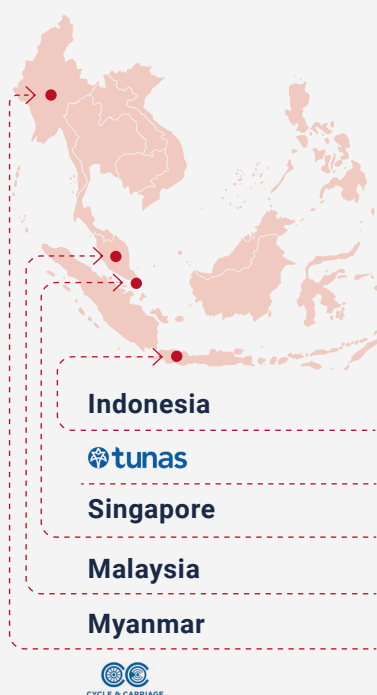 Indonesia
tunas
Singapore
Malaysia
Myanmar
CYCLE & CARRIAGE